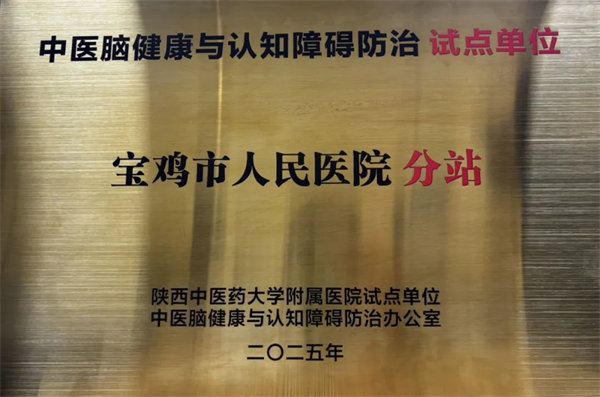 中医脑健康与认知障碍防治 试点单位
宝鸡市人民医院 分站
陕西中医药大学附属医院试点单位
中医脑健康与认知障碍防治办公室
二〇二五年